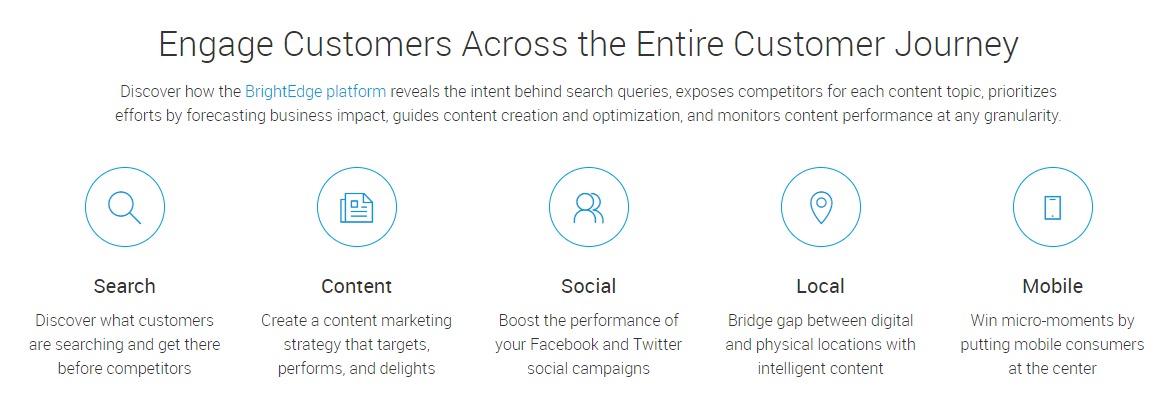 Engage Customers Across the Entire Customer Journey
Discover how the BrightEdge platform reveals the intent behind search queries, exposes competitors for each content topic, prioritizes
efforts by forecasting business impact, guides content creation and optimization, and monitors content performance at any granularity.
Search
Discover what customers
are searching and get there
before competitors
Content
Create a content marketing
strategy that targets,
performs, and delights
Social
Boost the performance of
your Facebook and Twitter
social campaigns
Local
Bridge gap between digital
and physical locations with
intelligent content
Mobile
Win micro-moments by
putting mobile consumers
at the center